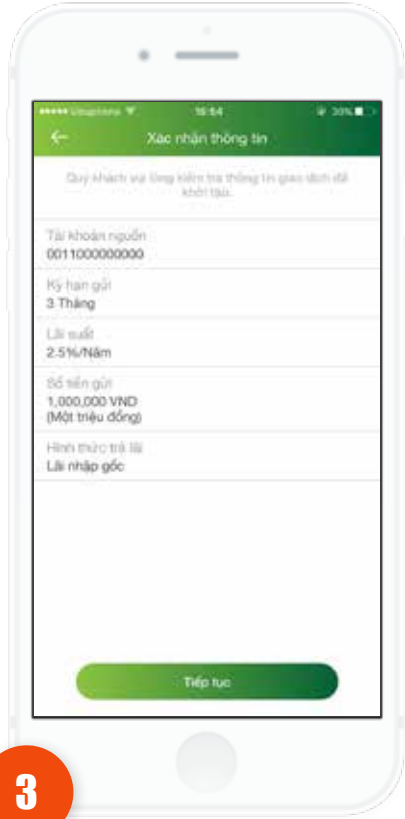 16:54
Xác nhận thông tin
Quý khách vui lòng kiểm tra thông tin giao dịch đã
khởi tạo.
Tài khoản nguồn
0011000000000
Kỳ hạn gửi
3 Tháng
Lãi suất
2.5%/Năm
Số tiền gửi
1,000,000 VND
(Một triệu đồng)
Hình thức trả lãi
Lãi nhập gốc
Tiếp tục
3